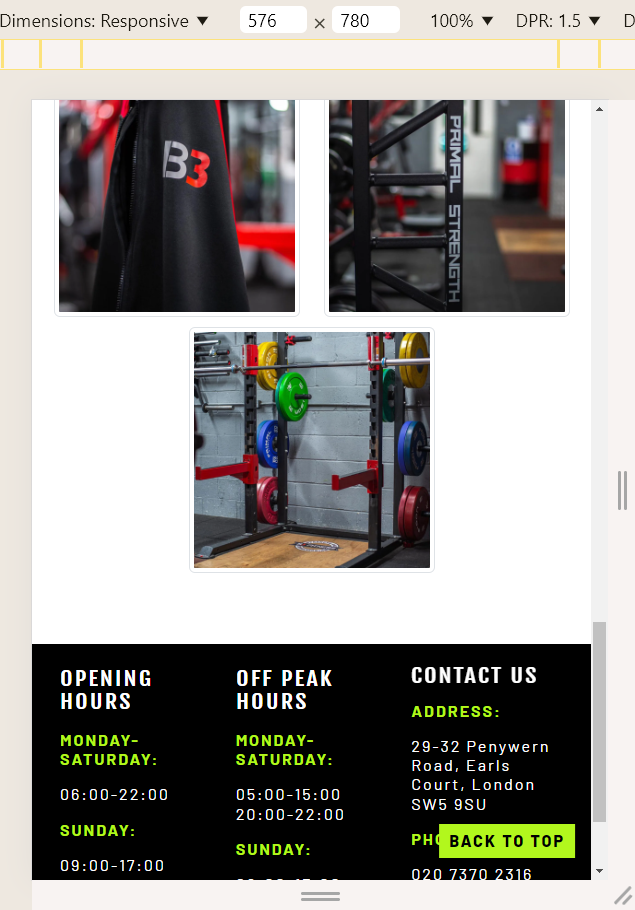 Dimensions: Responsive ▼ 576 × 780 100% ▼ DPR: 1.5 ▼ D
B3
PRIMAL STRENGTH
OPENING
HOURS
MONDAY-
SATURDAY:
06:00-22:00
SUNDAY:
09:00-17:00
OFF PEAK
HOURS
MONDAY-
SATURDAY:
05:00-15:00
20:00-22:00
SUNDAY:
CONTACT US
ADDRESS:
29-32 Penywern
Road, Earls
Court, London
SW5 9SU
PHO
020 7370 2316
BACK TO TOP